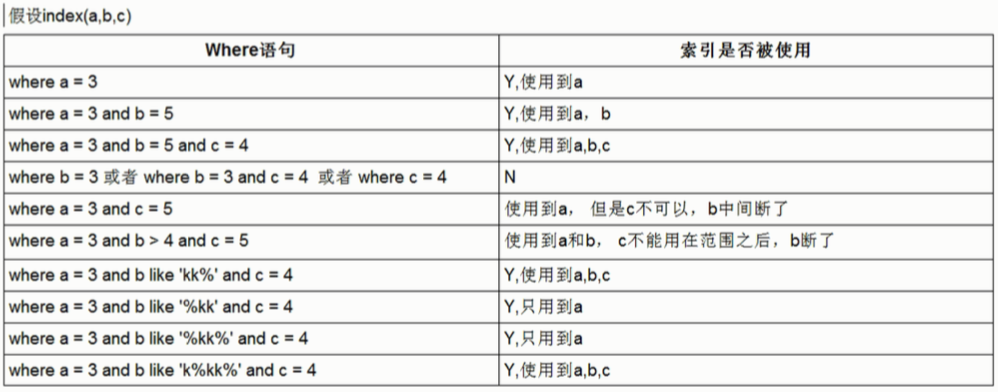 假设index(a,b,c)
Where语句 索引是否被使用
where a = 3 Y,使用到a
where a = 3 and b = 5 Y,使用到a，b
where a = 3 and b = 5 and c = 4 Y,使用到a,b,c
where b = 3 或者 where b = 3 and c = 4 或者 where c = 4 N
where a = 3 and c = 5 使用到a， 但是c不可以，b中间断了
where a = 3 and b > 4 and c = 5 使用到a和b， c不能用在范围之后，b断了
where a = 3 and b like 'kk%' and c = 4 Y,使用到a,b,c
where a = 3 and b like '%kk' and c = 4 Y,只用到a
where a = 3 and b like '%kk%' and c = 4 Y,只用到a
where a = 3 and b like 'k%kk%' and c = 4 Y,使用到a,b,c